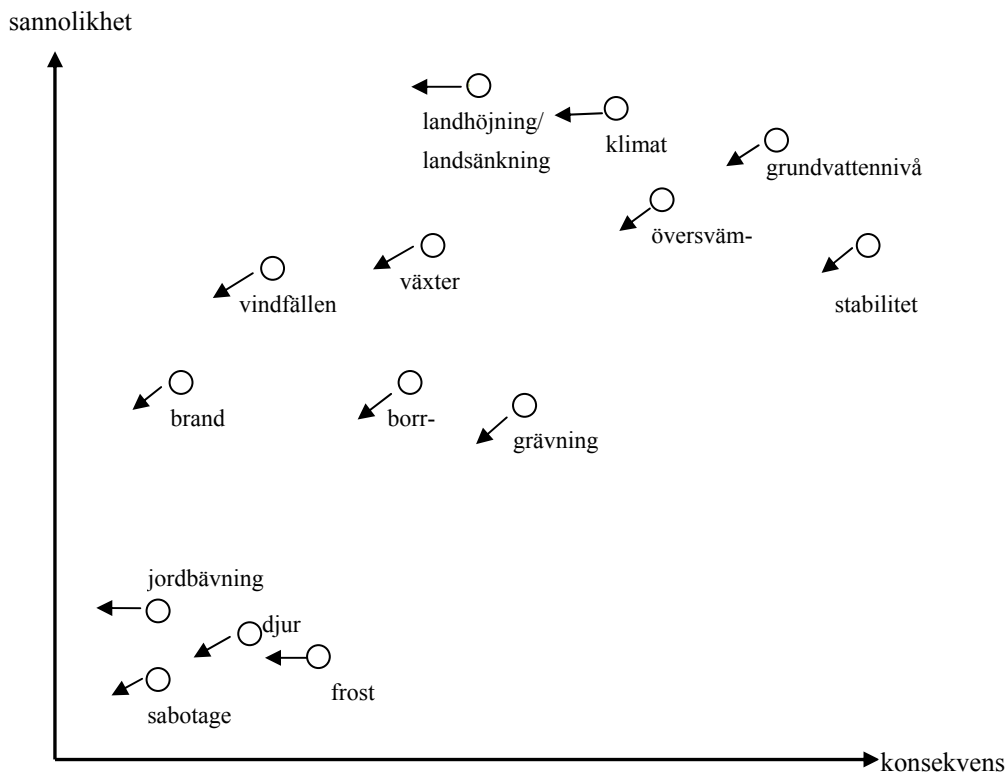 sannolikhet
landhöjning/
landsänkning
klimat
grundvattennivå
översväm-
växter
vindfällen
stabilitet
brand
borr-
grävning
jordbävning
djur
frost
sabotage
konsekvens